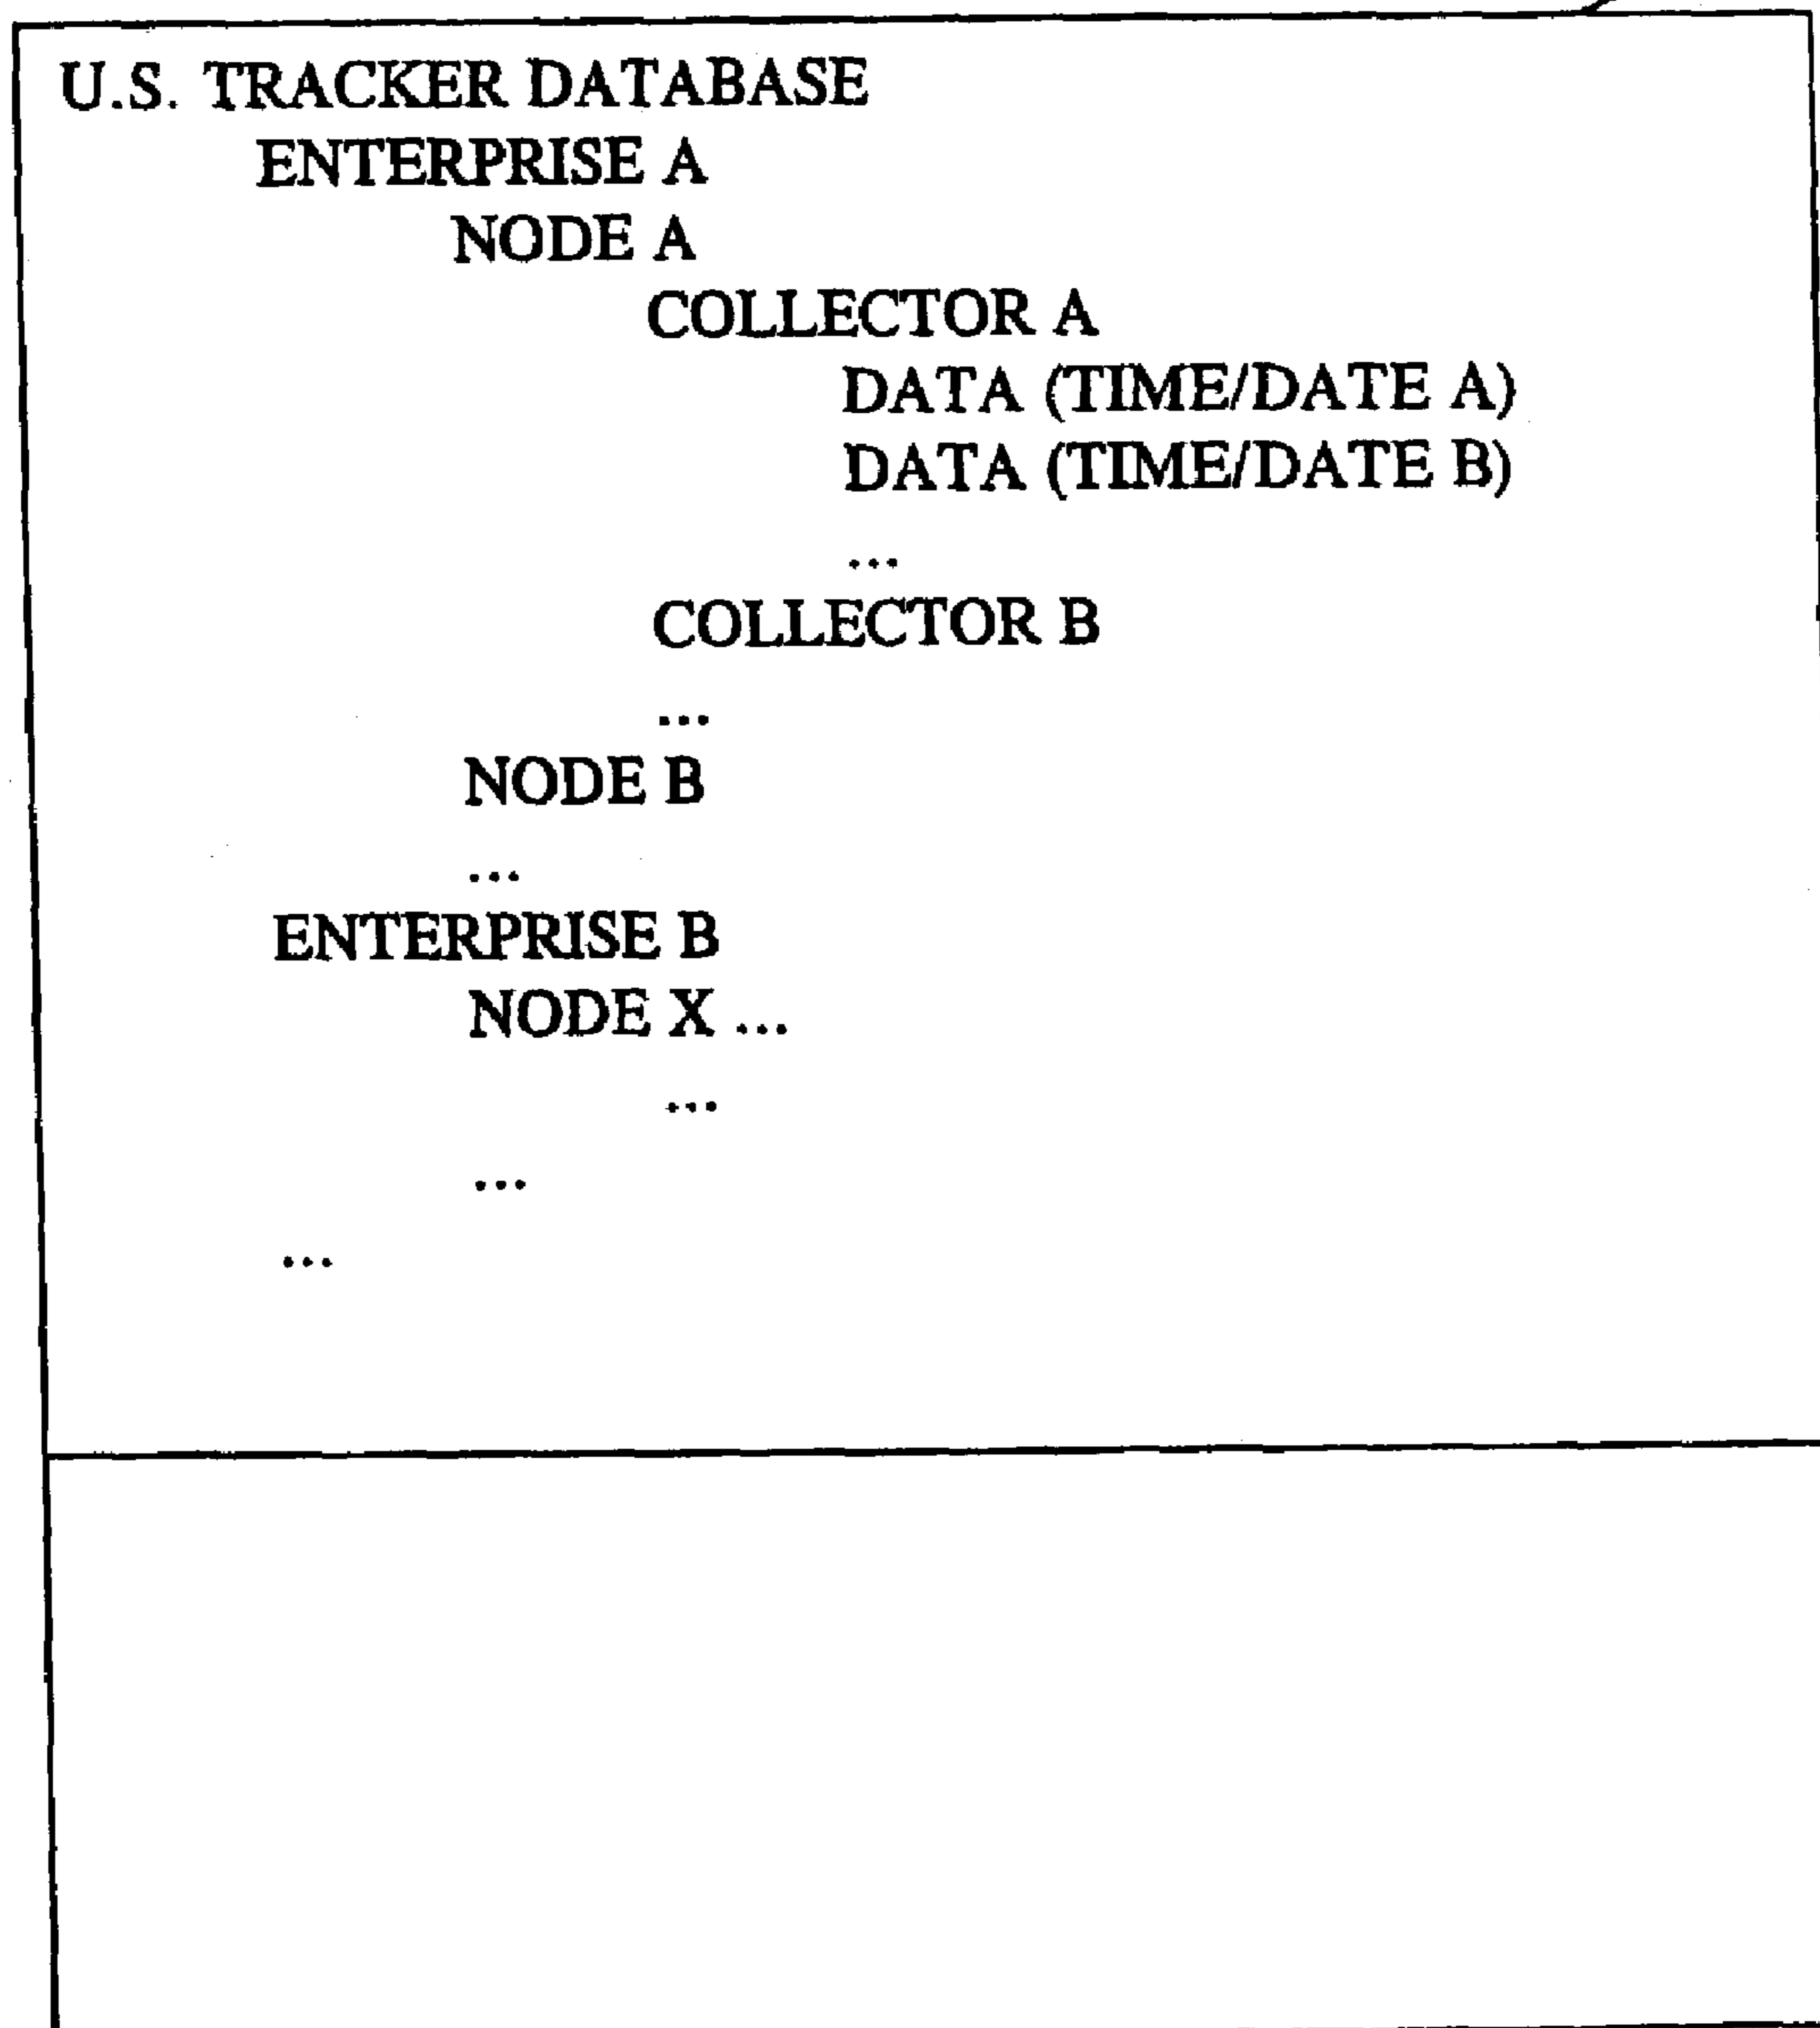 U.S. TRACKER DATABASE
ENTERPRISE A
NODE A
COLLECTOR A
DATA (TIME/DATE A)
DATA (TIME/DATE B)
...
COLLECTOR B
...
NODE B
...
ENTERPRISE B
NODE X ...
...
...
...